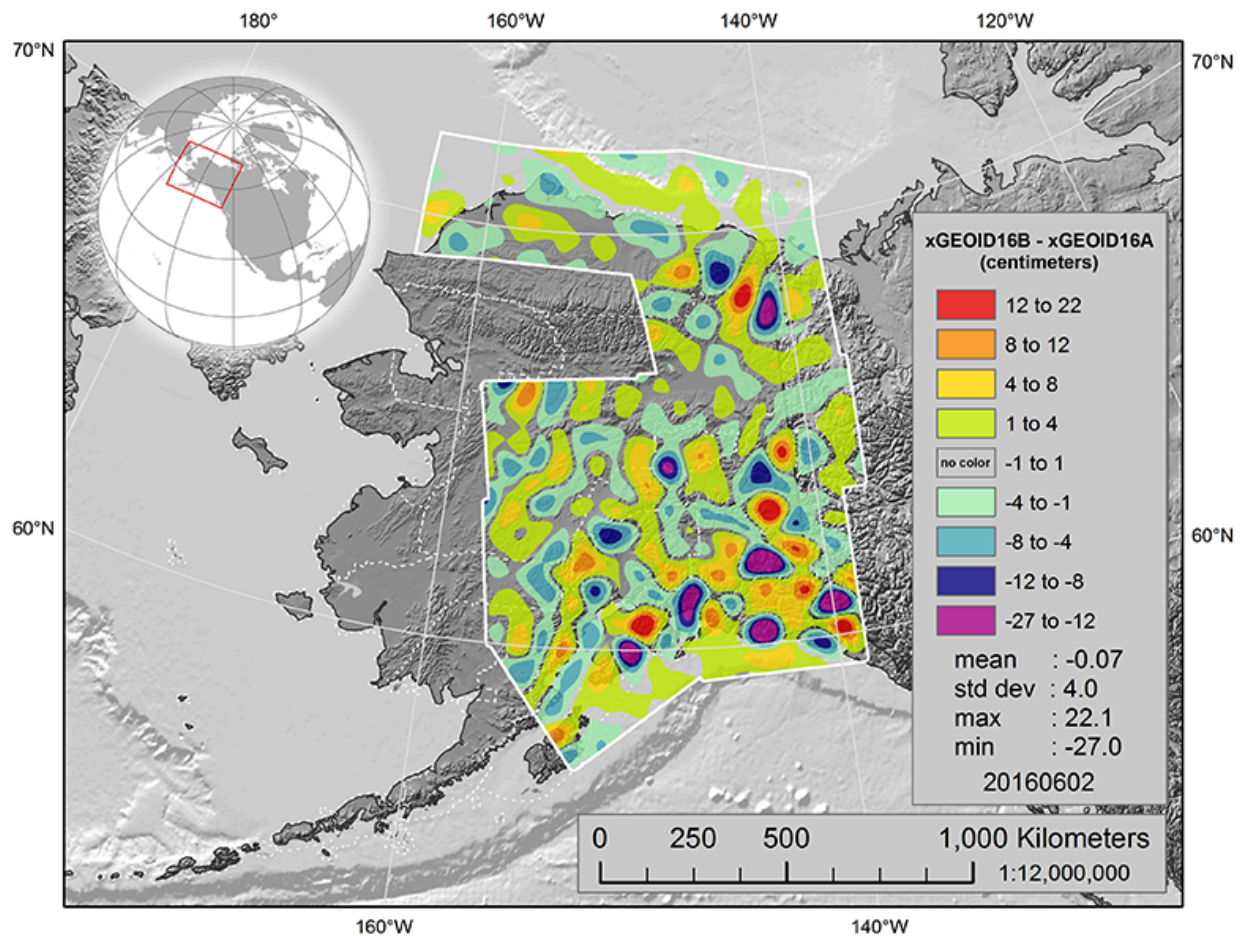 180°
160°W
140°W
120°W
70°N
70°N
xGEOID16B - xGEOID16A
(centimeters)
12 to 22
8 to 12
4 to 8
1 to 4
no color -1 to 1
-4 to -1
-8 to -4
-12 to -8
-27 to -12
mean : -0.07
std dev : 4.0
max : 22.1
min : -27.0
20160602
60°N
60°N
0 250 500 1,000 Kilometers
1:12,000,000
160°W
140°W